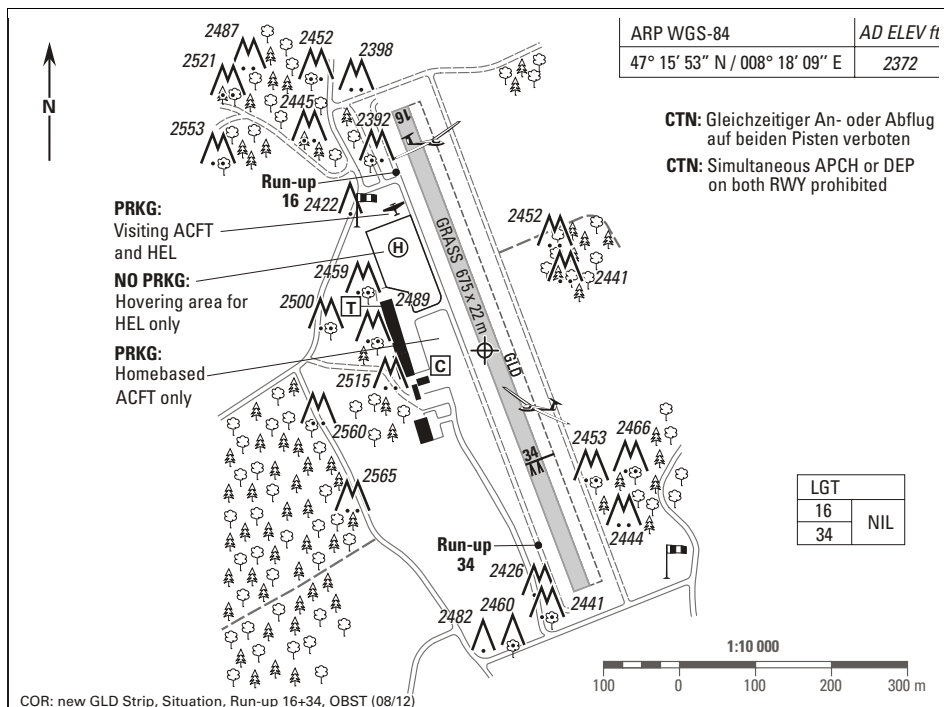 ARP WGS-84
AD ELEV ft
47° 15’ 53” N / 008° 18’ 09” E
2372
CTN: Gleichzeitiger An- oder Abflug
auf beiden Pisten verboten
CTN: Simultaneous APCH or DEP
on both RWY prohibited
N
2487
2452
2398
2521
2445
2392
2553
16
Run-up
16
2422
PRKG:
Visiting ACFT
and HEL
H
GRASS 675 x 22 m
2452
2441
NO PRKG:
Hovering area for
HEL only
2459
2489
2500
T
PRKG:
Homebased
ACFT only
C
GLD
2515
2560
2565
34
2453
2466
2444
LGT
16
34
NIL
Run-up
34
2426
2441
2482
2460
1:10 000
100
0
100
200
300 m
COR: new GLD Strip, Situation, Run-up 16+34, OBST (08/12)